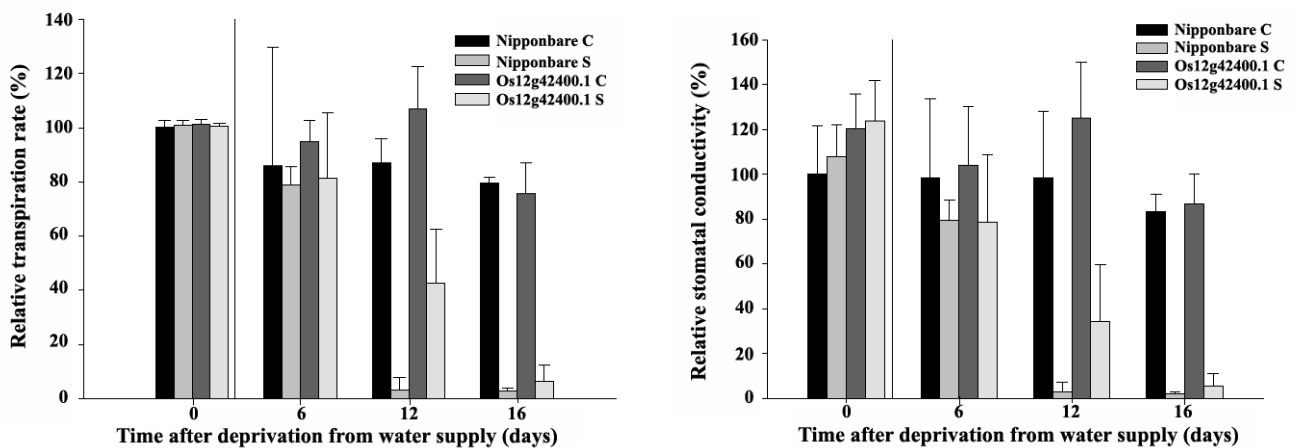 Relative transpiration rate (%)
140
120
100
80
60
40
20
0
Nipponbare C
Nipponbare S
Os12g42400.1 C
Os12g42400.1 S
0 6 12 16
Time after deprivation from water supply (days)
Relative stomatal conductivity (%)
160
140
120
100
80
60
40
20
0
Nipponbare C
Nipponbare S
Os12g42400.1 C
Os12g42400.1 S
0 6 12 16
Time after deprivation from water supply (days)